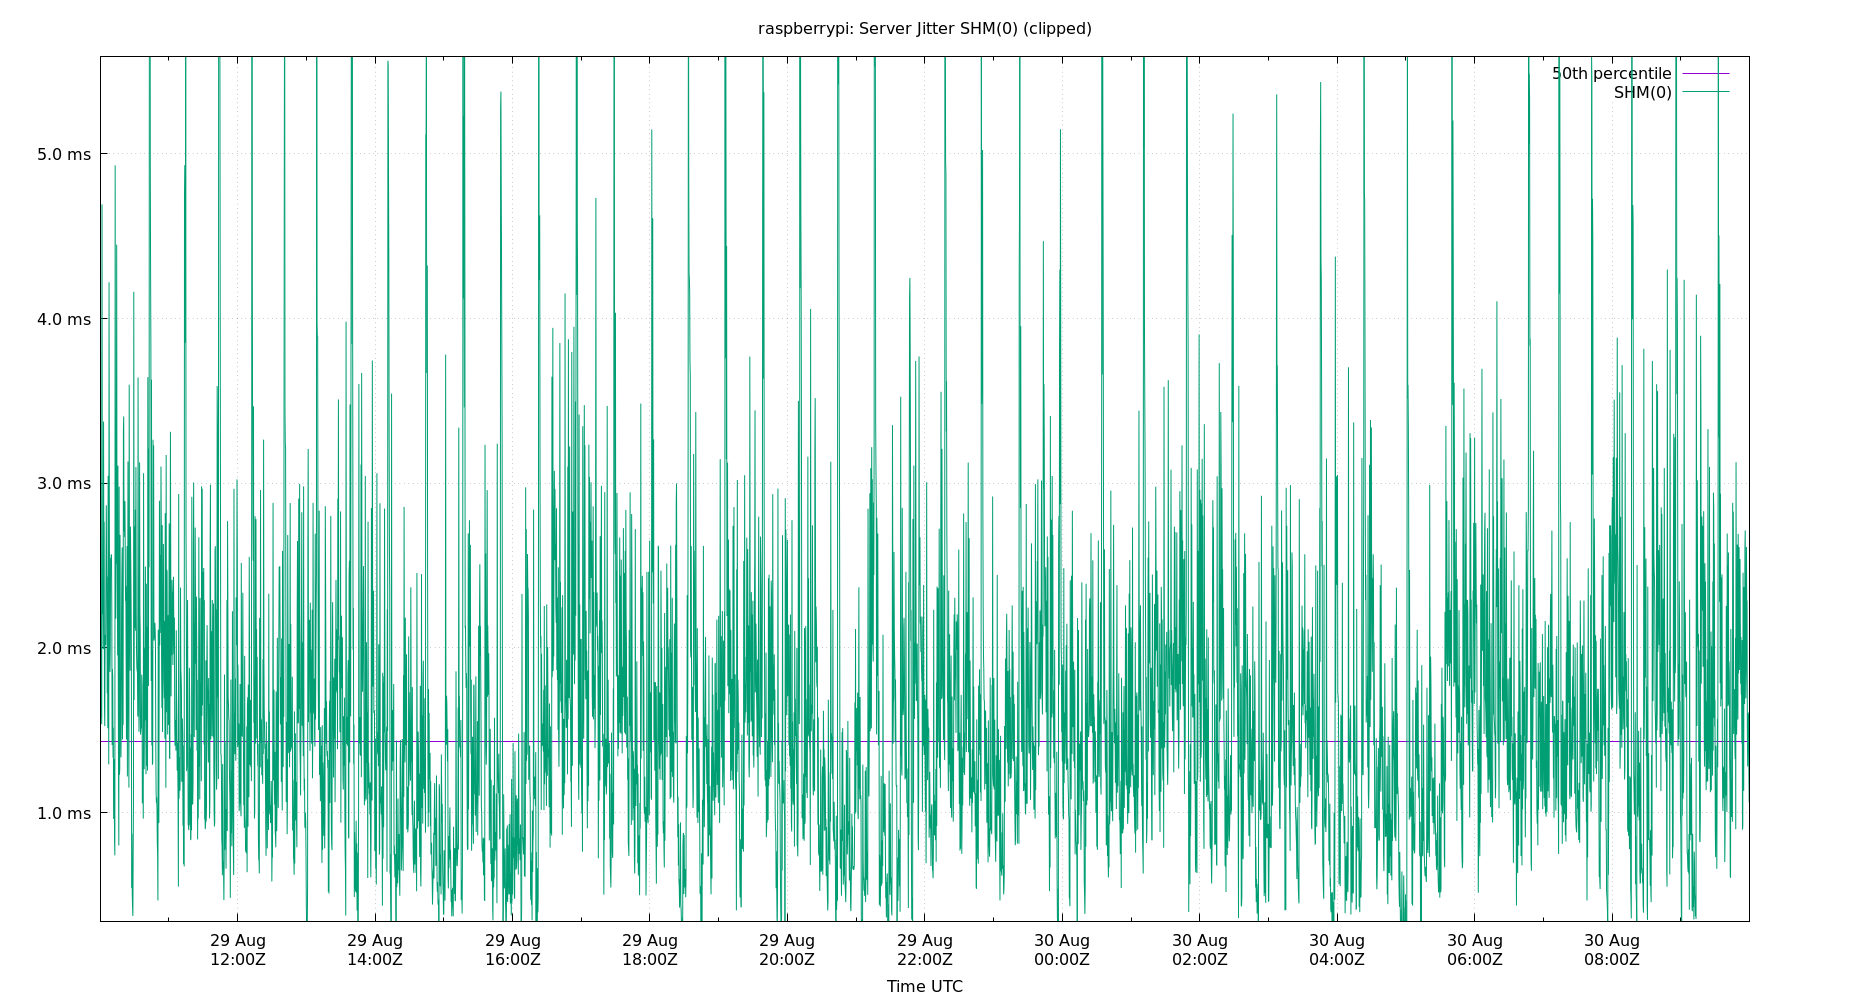 raspberrypi: Server Jitter SHM(0) (clipped)
50th percentile
SHM(0)
5.0 ms
4.0 ms
3.0 ms
2.0 ms
1.0 ms
29 Aug 29 Aug 29 Aug 29 Aug 29 Aug 29 Aug 30 Aug 30 Aug 30 Aug 30 Aug 30 Aug
12:00Z 14:00Z 16:00Z 18:00Z 20:00Z 22:00Z 00:00Z 02:00Z 04:00Z 06:00Z 08:00Z
Time UTC